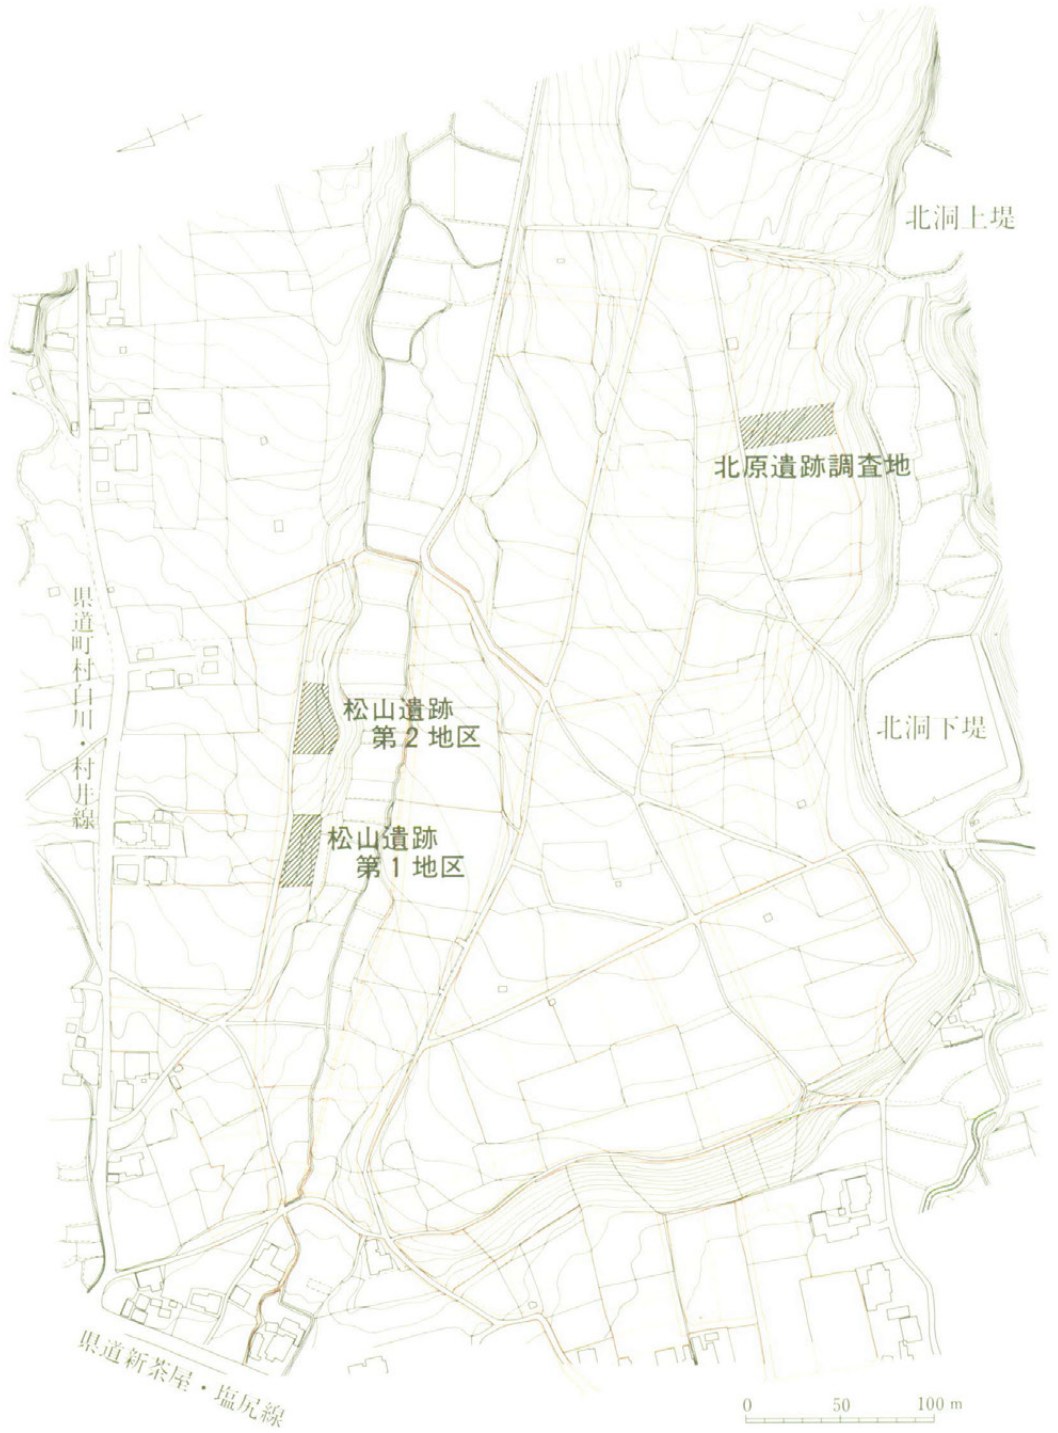 北洞上堤
北原遺跡調査地
県道町村白川・村井線
松山遺跡
第2地区
北洞下堤
松山遺跡
第1地区
県道新茶屋・塩尻線
0 50 100 m